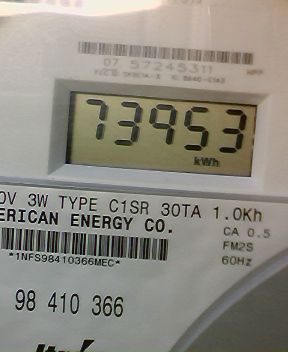 07 57245311
73953
kWh
0V 3W TYPE C1SR 30TA 1.0Kh
ERICAN ENERGY CO.
CA 0.5
FM2S
60Hz
*1NFS98410366MEC*
98 410 366